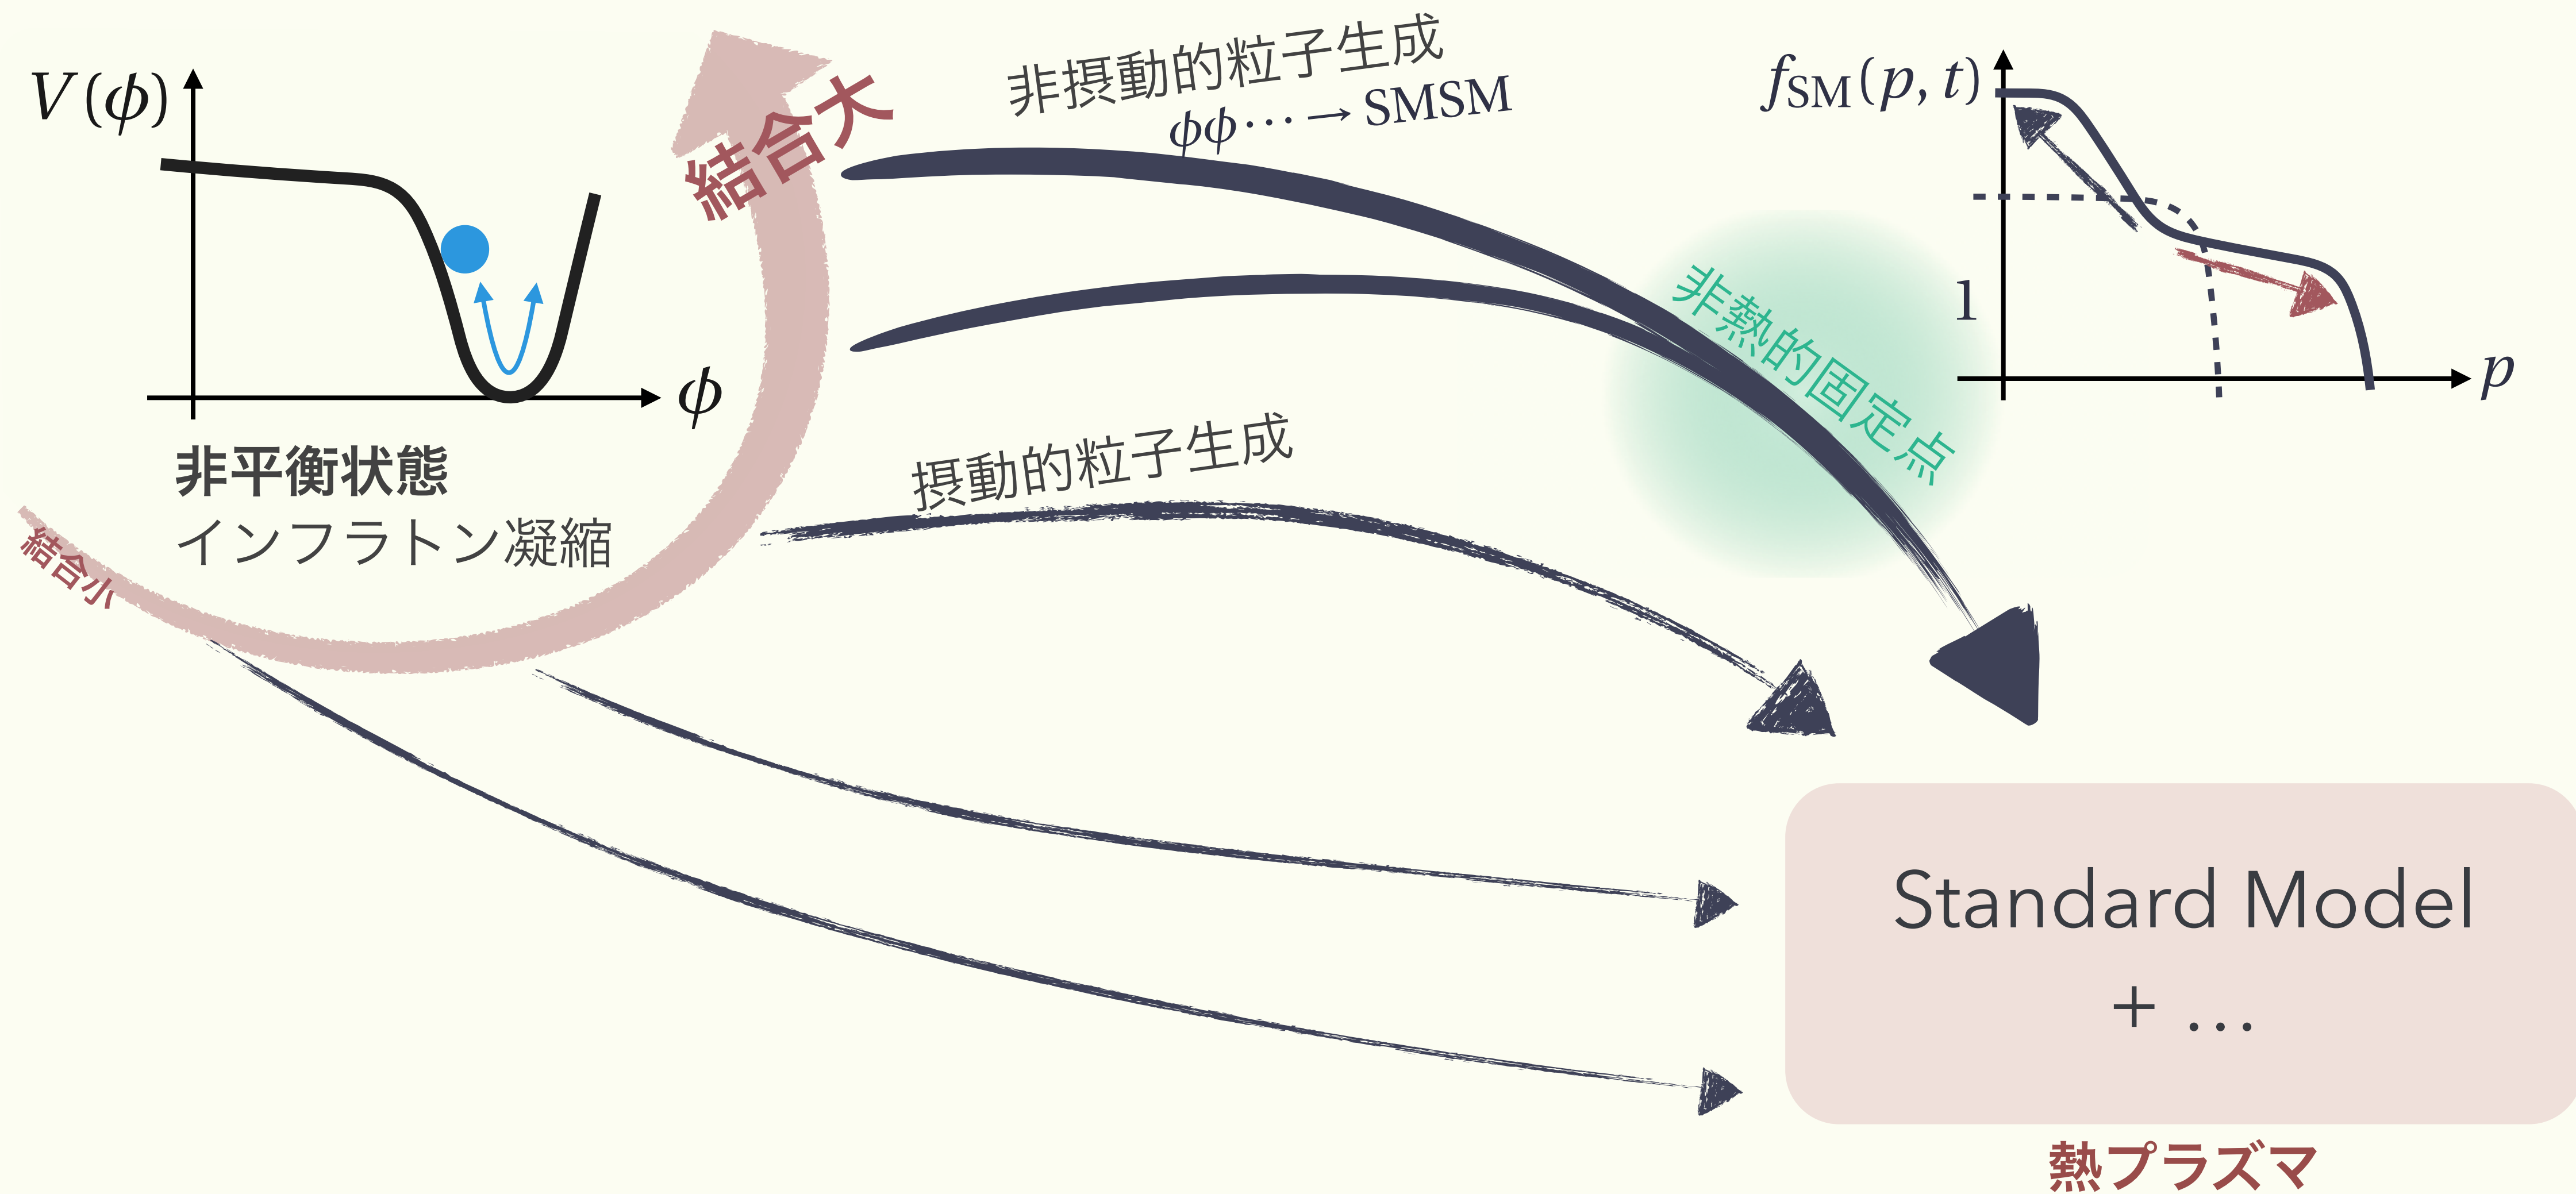 V(ϕ)
ϕ
非平衡状態
インフラトン凝縮
結合小
結合大
非摂動的粒子生成
ϕϕ⋯→SMSM
摂動的粒子生成
非熱的固定点
f_SM(p, t)
1
p
Standard Model
+ …
熱プラズマ